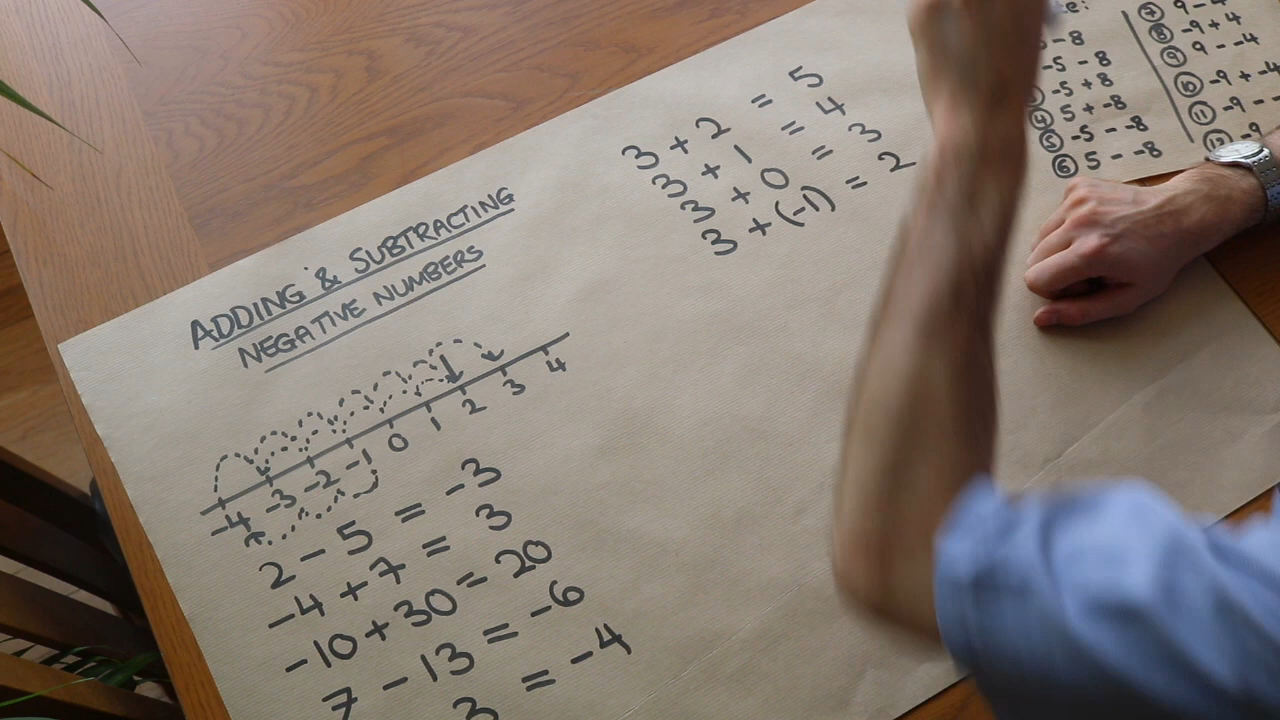 ADDING & SUBTRACTING
NEGATIVE NUMBERS
-4 -3 -2 -1 0 1 2 3 4
2 - 5 = -3
-4 + 7 = 3
-10 + 30 = 20
7 - 13 = -6
3 = -4
3 + 2 = 5
3 + 1 = 4
3 + 0 = 3
3 + (-1) = 2
- 8
-5 - 8
-5 + 8
④ 5 + -8
⑤ -5 - -8
⑥ 5 - -8
⑦ 9 - 4
⑧ -9 + 4
⑨ 9 - -4
⑩ -9 + -4
⑪ -9 -
⑫ -9